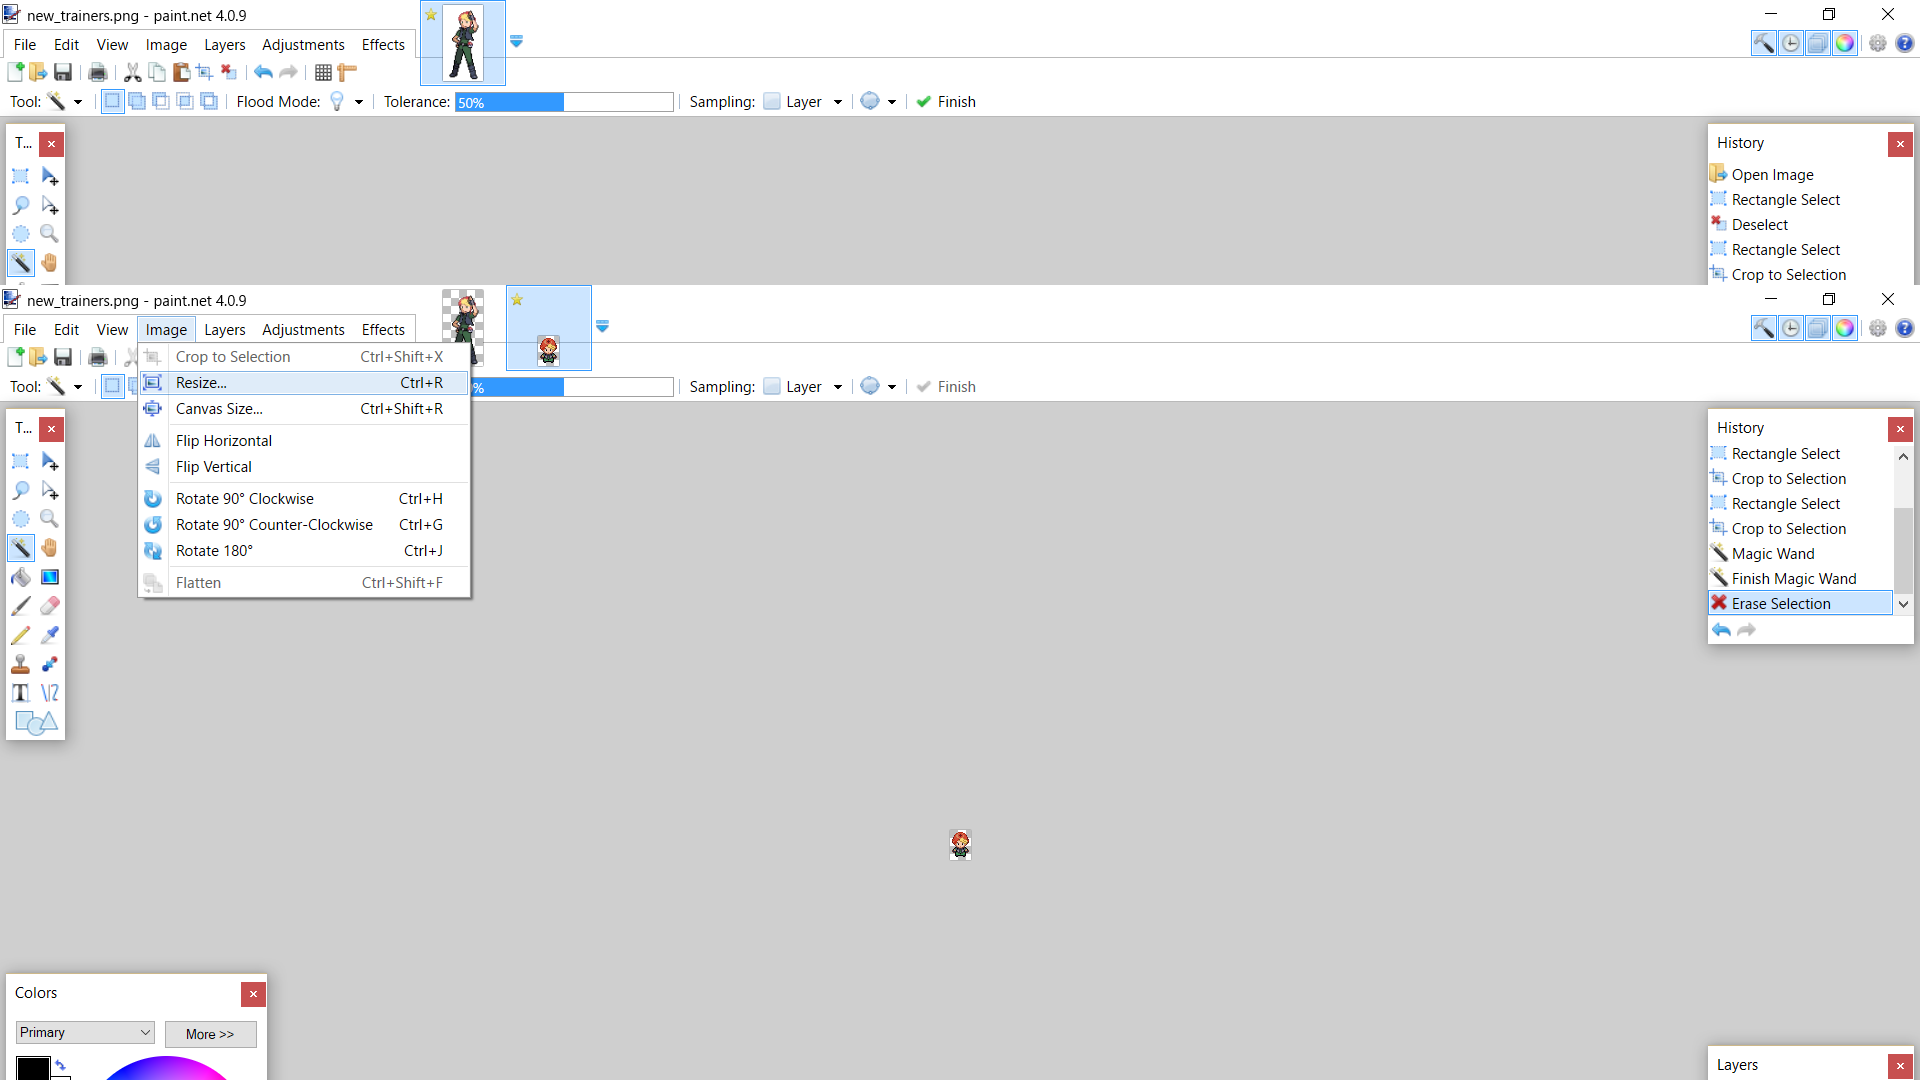 new_trainers.png - paint.net 4.0.9
File Edit View Image Layers Adjustments Effects
Tool: Flood Mode: Tolerance: 50% Sampling: Layer Finish
T...
History
Open Image
Rectangle Select
Deselect
Rectangle Select
Crop to Selection
new_trainers.png - paint.net 4.0.9
File Edit View Image Layers Adjustments Effects
Tool: % Sampling: Layer Finish
Crop to Selection Ctrl+Shift+X
Resize... Ctrl+R
Canvas Size... Ctrl+Shift+R
Flip Horizontal
Flip Vertical
Rotate 90° Clockwise Ctrl+H
Rotate 90° Counter-Clockwise Ctrl+G
Rotate 180° Ctrl+J
Flatten Ctrl+Shift+F
T...
History
Rectangle Select
Crop to Selection
Rectangle Select
Crop to Selection
Magic Wand
Finish Magic Wand
Erase Selection
Colors
Primary More >>
Layers